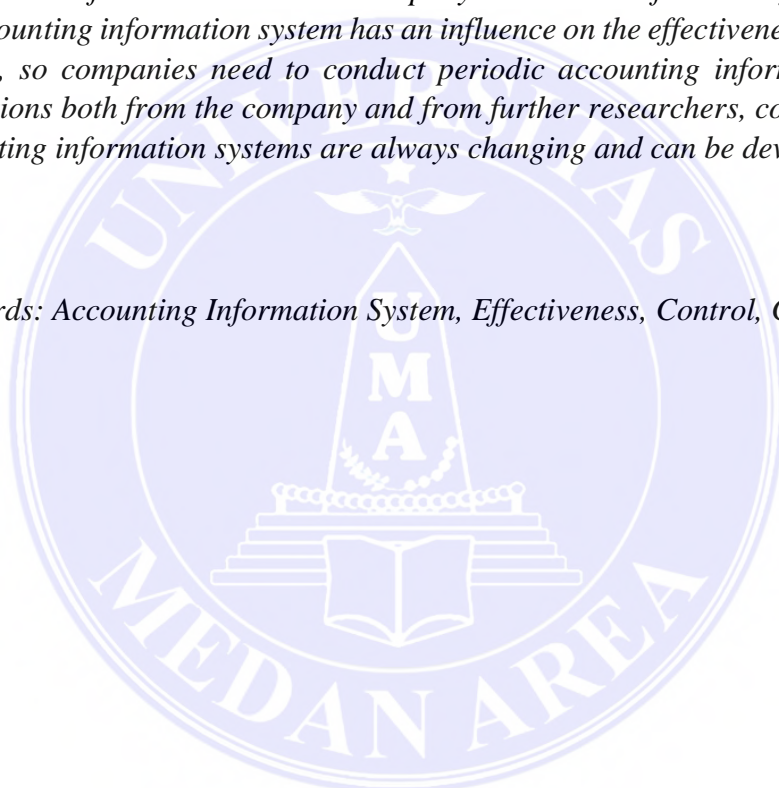 ounting information system has an influence on the effectivene
, so companies need to conduct periodic accounting infor
ions both from the company and from further researchers, co
ting information systems are always changing and can be dev
rds: Accounting Information System, Effectiveness, Control, C
UNIVERSITAS
U
M
A
MEDAN AREA